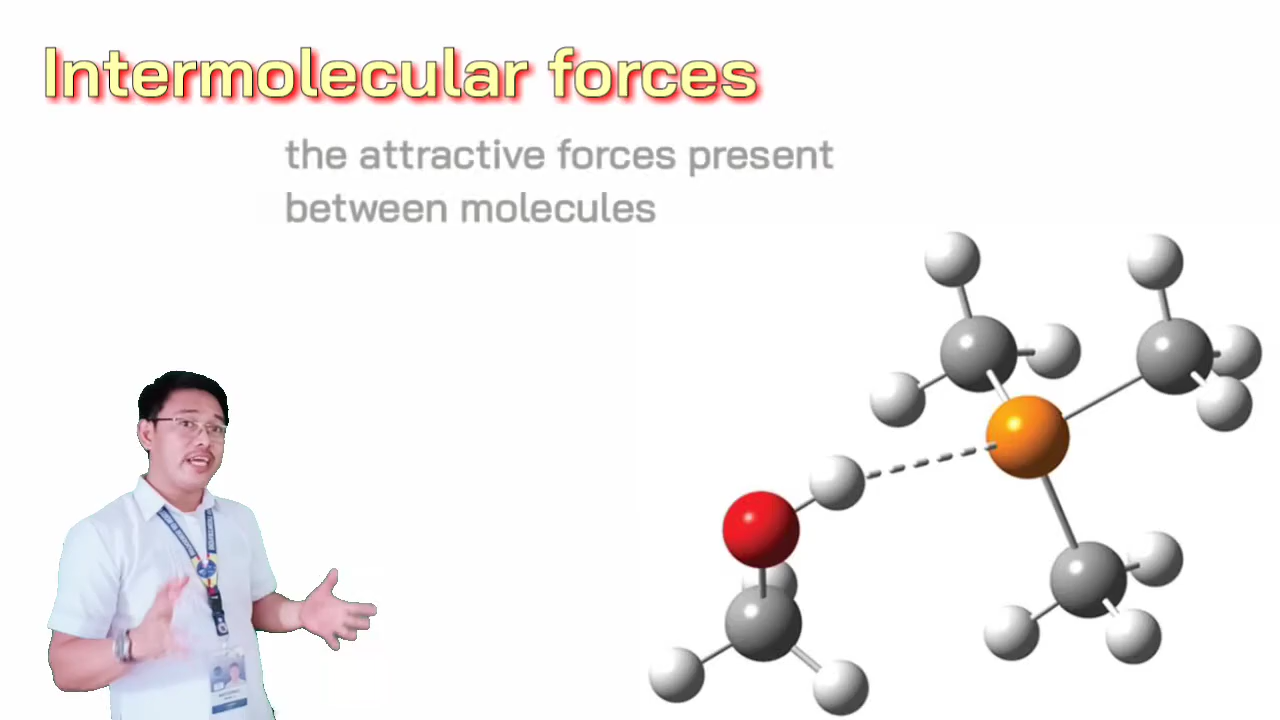 Intermolecular forces
the attractive forces present
between molecules